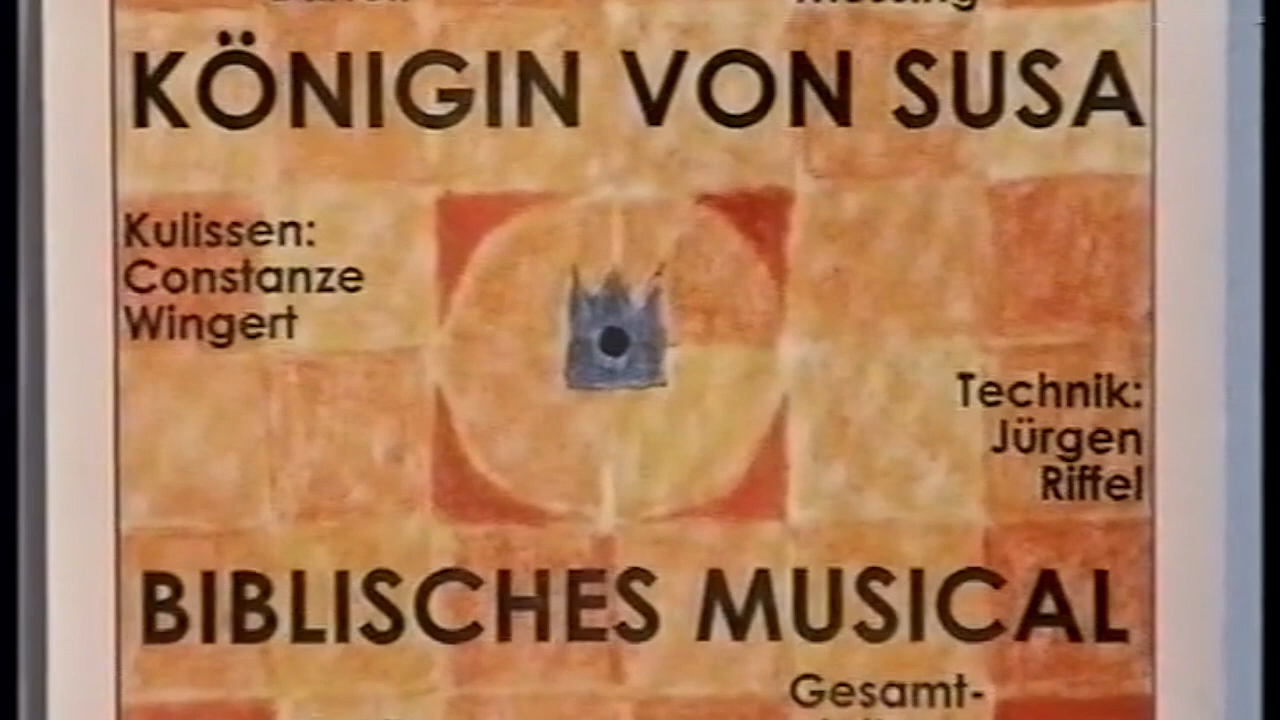 KÖNIGIN VON SUSA
Kulissen:
Constanze
Wingert
Technik:
Jürgen
Riffel
BIBLISCHES MUSICAL
Gesamt-